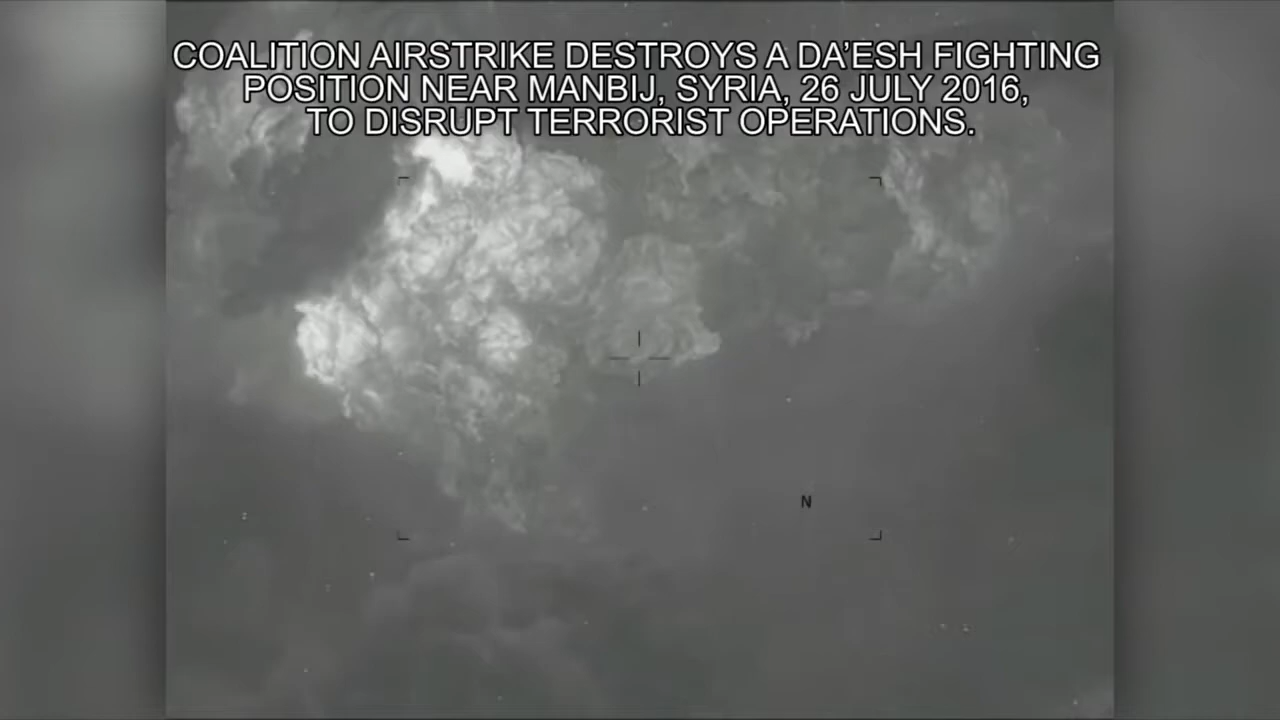 COALITION AIRSTRIKE DESTROYS A DA’ESH FIGHTING
POSITION NEAR MANBIJ, SYRIA, 26 JULY 2016,
TO DISRUPT TERRORIST OPERATIONS.
N